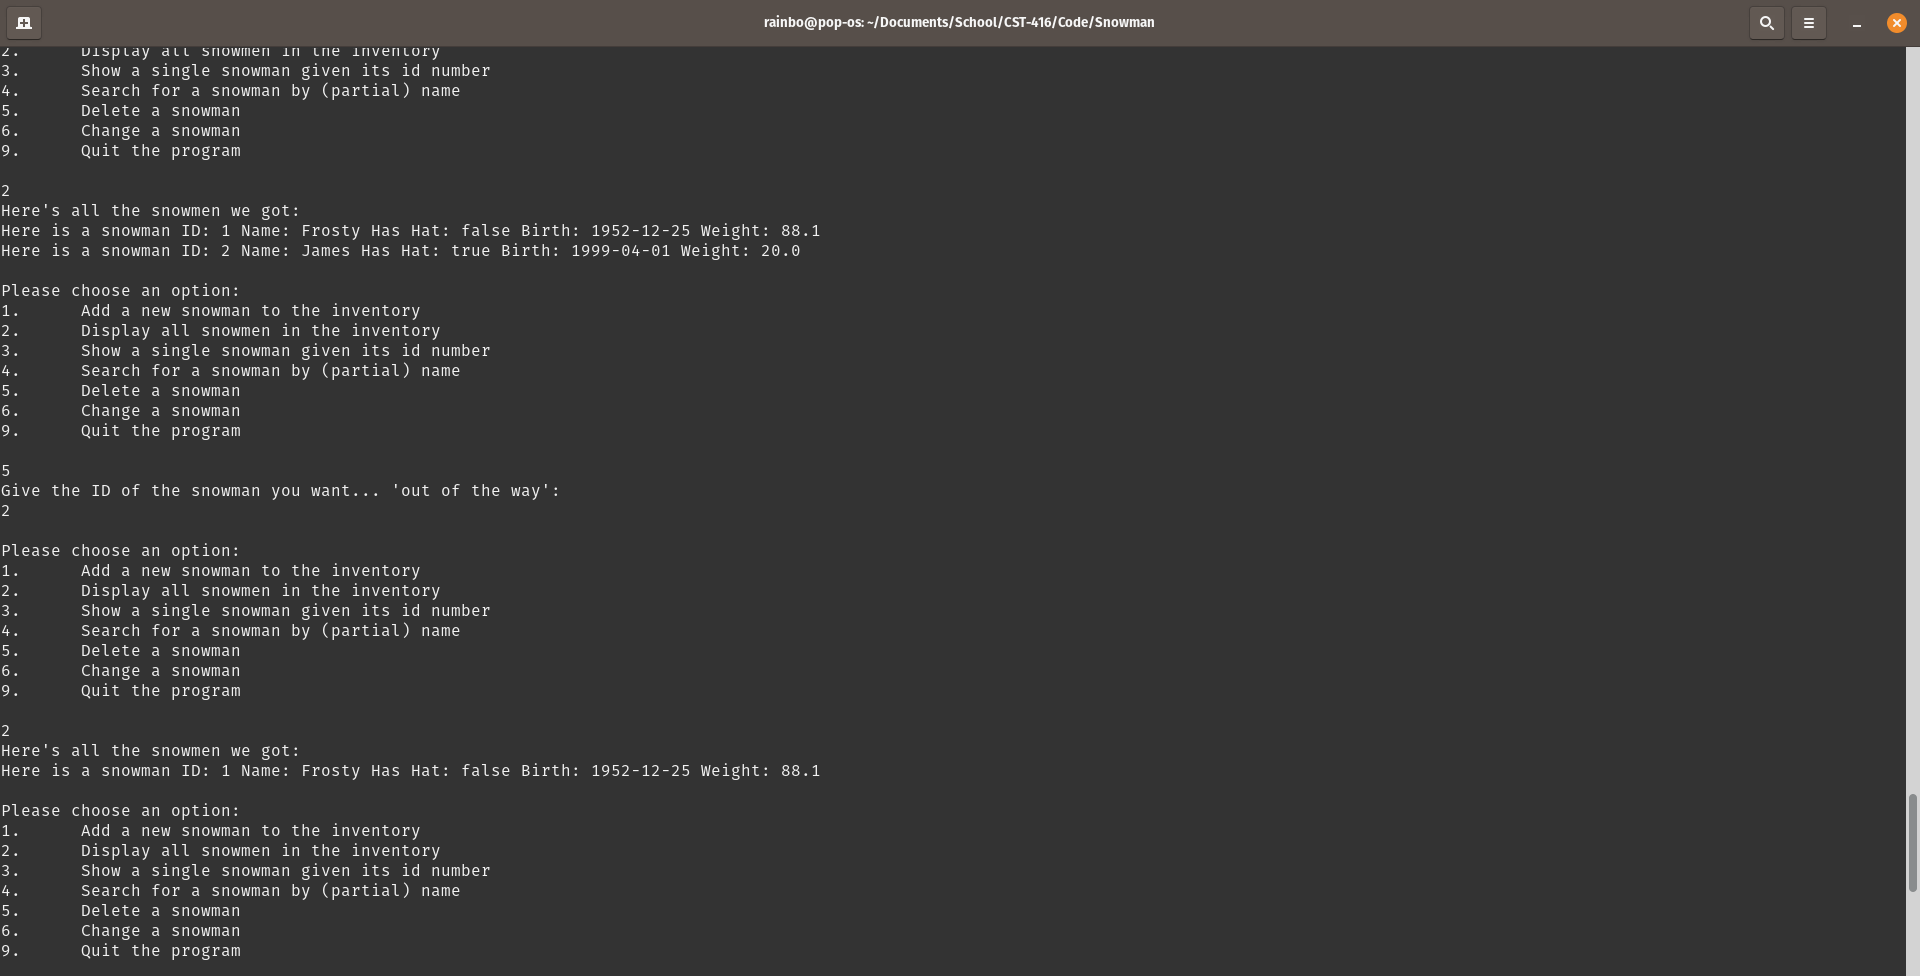 rainbo@pop-os: ~/Documents/School/CST-416/Code/Snowman
2.      Display all snowmen in the inventory
3.      Show a single snowman given its id number
4.      Search for a snowman by (partial) name
5.      Delete a snowman
6.      Change a snowman
9.      Quit the program

2
Here's all the snowmen we got:
Here is a snowman ID: 1 Name: Frosty Has Hat: false Birth: 1952-12-25 Weight: 88.1
Here is a snowman ID: 2 Name: James Has Hat: true Birth: 1999-04-01 Weight: 20.0

Please choose an option:
1.      Add a new snowman to the inventory
2.      Display all snowmen in the inventory
3.      Show a single snowman given its id number
4.      Search for a snowman by (partial) name
5.      Delete a snowman
6.      Change a snowman
9.      Quit the program

5
Give the ID of the snowman you want... 'out of the way':
2

Please choose an option:
1.      Add a new snowman to the inventory
2.      Display all snowmen in the inventory
3.      Show a single snowman given its id number
4.      Search for a snowman by (partial) name
5.      Delete a snowman
6.      Change a snowman
9.      Quit the program

2
Here's all the snowmen we got:
Here is a snowman ID: 1 Name: Frosty Has Hat: false Birth: 1952-12-25 Weight: 88.1

Please choose an option:
1.      Add a new snowman to the inventory
2.      Display all snowmen in the inventory
3.      Show a single snowman given its id number
4.      Search for a snowman by (partial) name
5.      Delete a snowman
6.      Change a snowman
9.      Quit the program